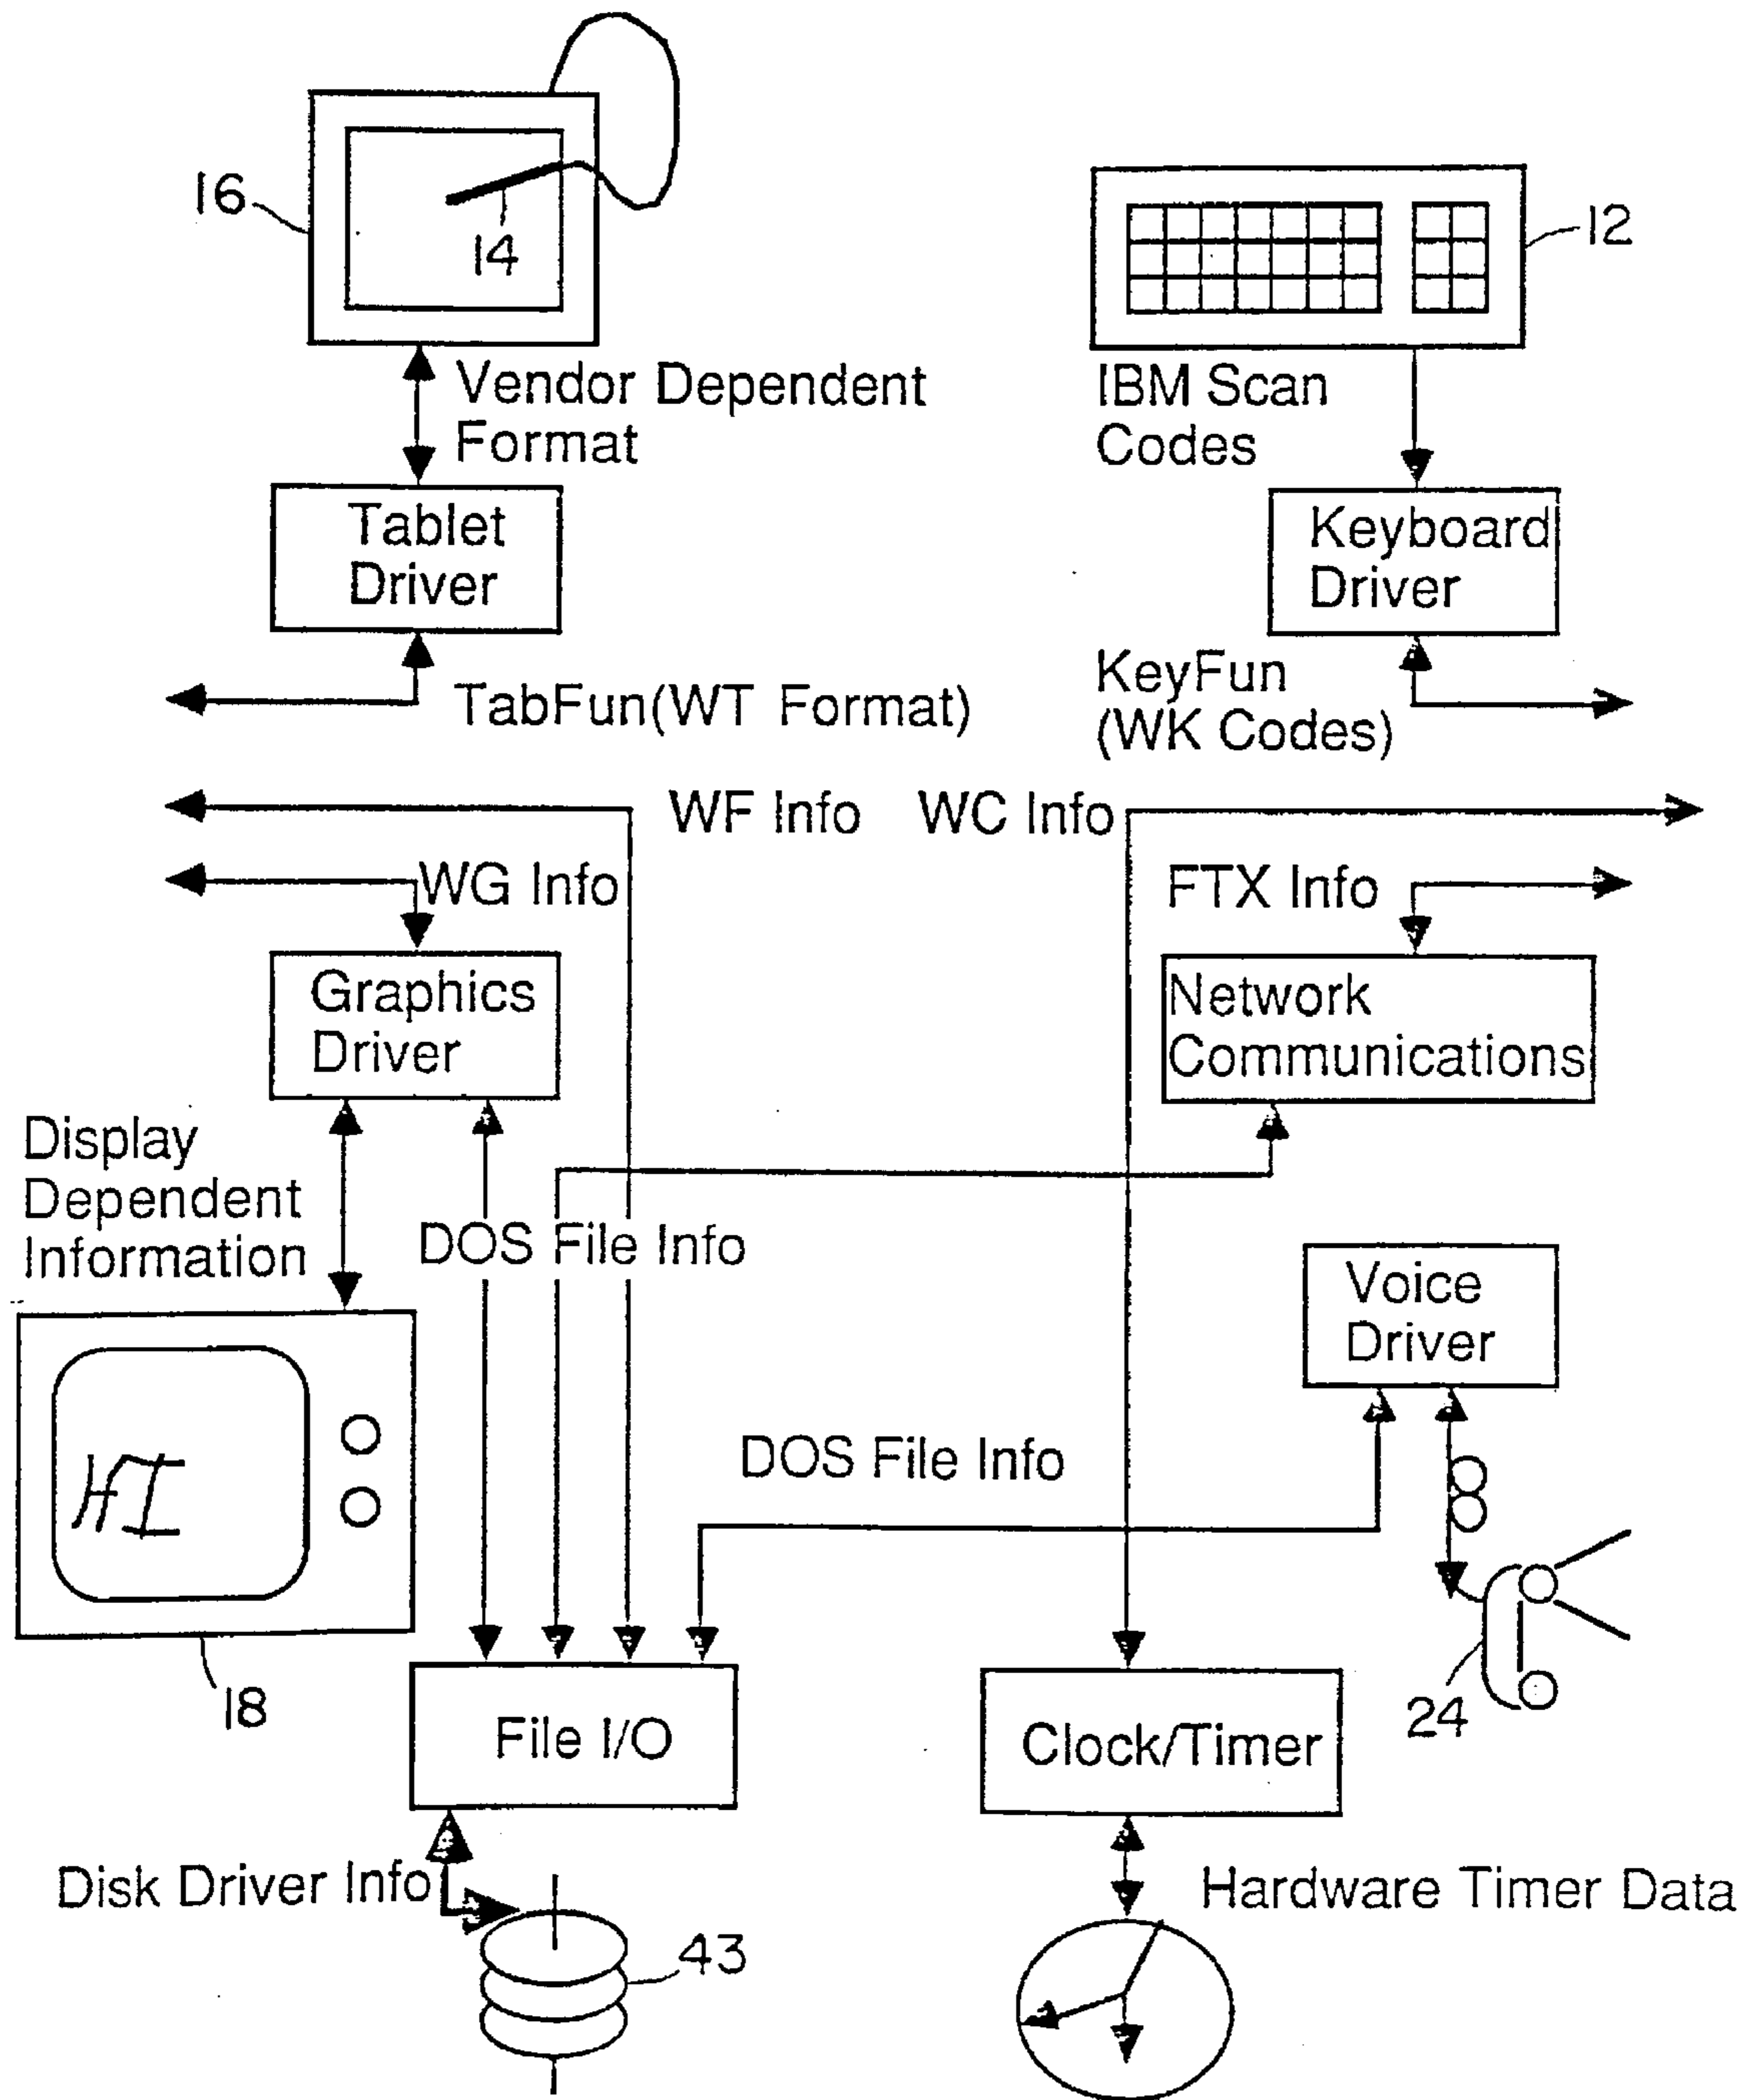 16
14
12
Vendor Dependent
Format
IBM Scan
Codes
Tablet
Driver
Keyboard
Driver
TabFun(WT Format)
KeyFun
(WK Codes)
WF Info
WC Info
WG Info
FTX Info
Graphics
Driver
Network
Communications
Display
Dependent
Information
DOS File Info
Voice
Driver
HI
DOS File Info
18
24
File I/O
Clock/Timer
Disk Driver Info
Hardware Timer Data
43